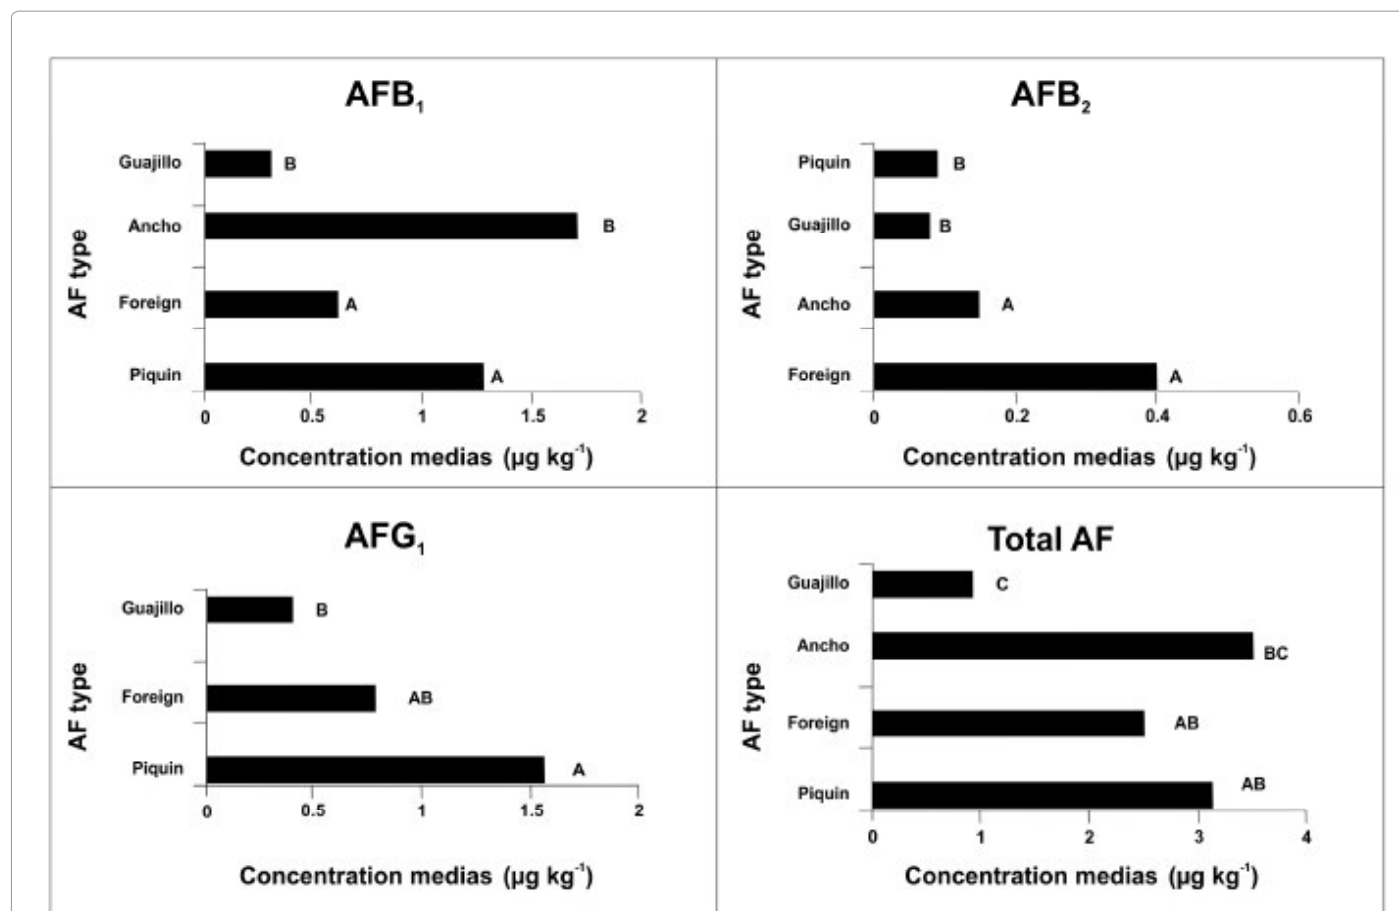 AFB₁
AF type
Guajillo B
Ancho B
Foreign A
Piquin A
0 0.5 1 1.5 2
Concentration medias (µg kg⁻¹)
AFB₂
AF type
Piquin B
Guajillo B
Ancho A
Foreign A
0 0.2 0.4 0.6
Concentration medias (µg kg⁻¹)
AFG₁
AF type
Guajillo B
Foreign AB
Piquin A
0 0.5 1 1.5 2
Concentration medias (µg kg⁻¹)
Total AF
AF type
Guajillo C
Ancho BC
Foreign AB
Piquin AB
0 1 2 3 4
Concentration medias (µg kg⁻¹)